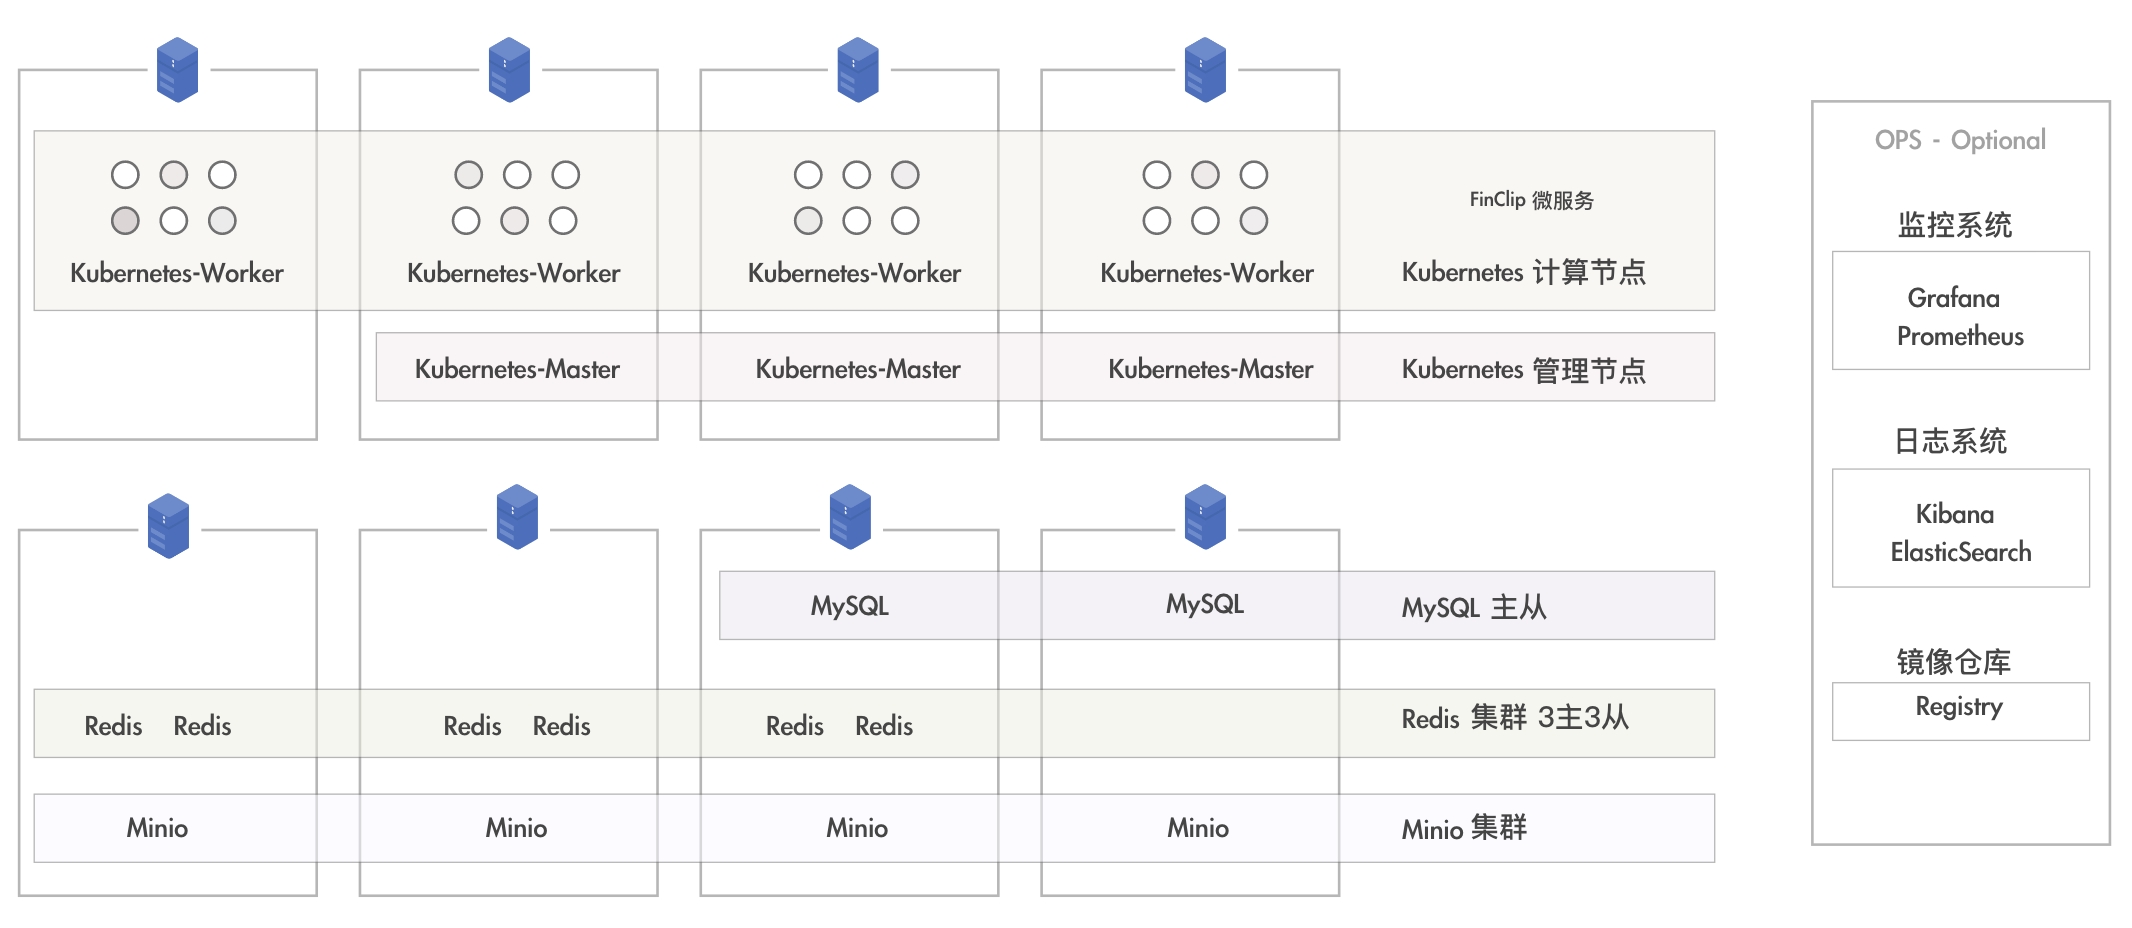 FinClip 微服务
Kubernetes-Worker
Kubernetes-Worker
Kubernetes-Worker
Kubernetes-Worker
Kubernetes 计算节点
Kubernetes-Master
Kubernetes-Master
Kubernetes-Master
Kubernetes 管理节点
MySQL
MySQL
MySQL 主从
Redis Redis
Redis Redis
Redis Redis
Redis 集群 3主3从
Minio
Minio
Minio
Minio
Minio 集群
OPS - Optional
监控系统
Grafana
Prometheus
日志系统
Kibana
ElasticSearch
镜像仓库
Registry